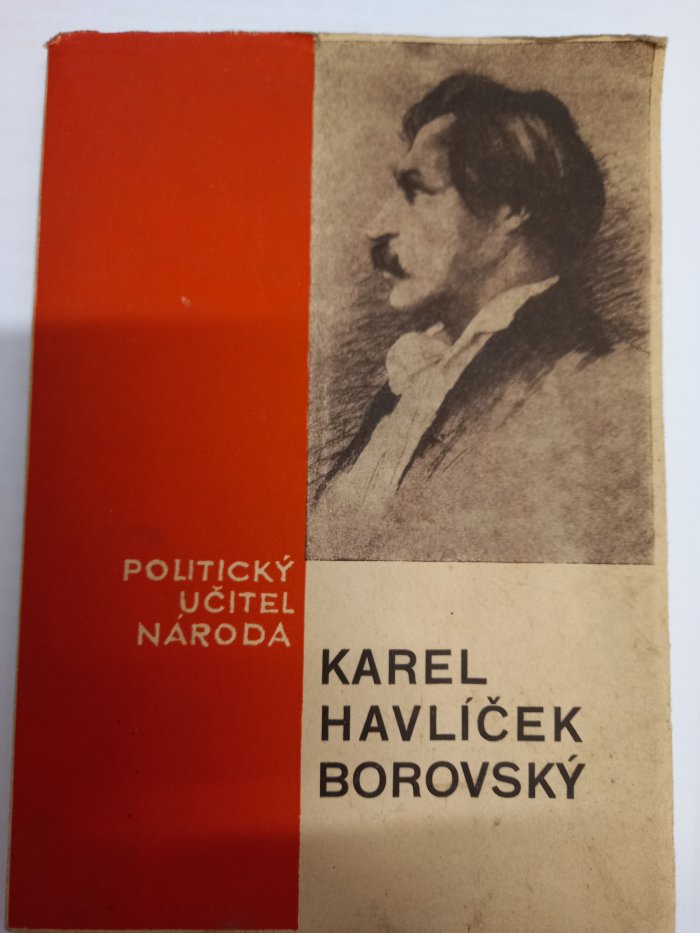 POLITICKÝ
UČITEL
NÁRODA
KAREL
HAVLÍČEK
BOROVSKÝ